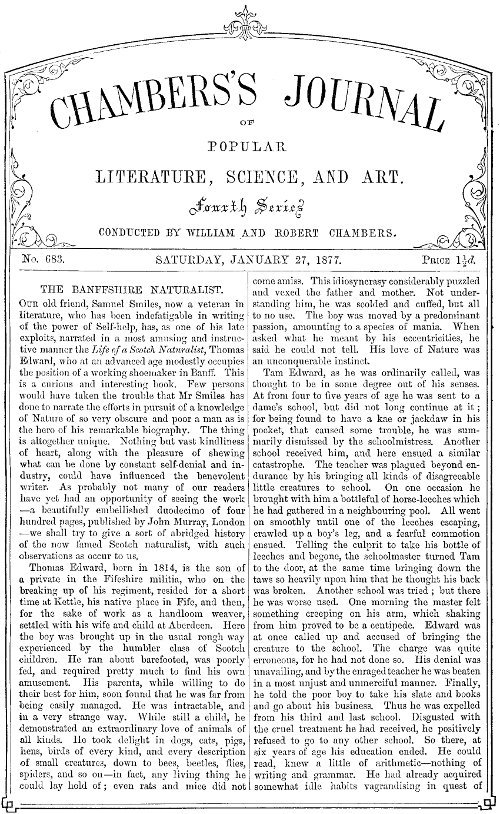 CHAMBERS'S JOURNAL
OF
POPULAR
LITERATURE, SCIENCE, AND ART.
Fourth Series
CONDUCTED BY WILLIAM AND ROBERT CHAMBERS.
No. 683. SATURDAY, JANUARY 27, 1877. PRICE 1½d.
THE BANFFSHIRE NATURALIST.
OUR old friend, Samuel Smiles, now a veteran in
literature, who has been indefatigable in writing
of the power of Self-help, has, as one of his late
exploits, narrated in a most amusing and instruc-
tive manner the Life of a Scotch Naturalist, Thomas
Edward, who at an advanced age modestly occupies
the position of a working shoemaker in Banff. This
is a curious and interesting book. Few persons
would have taken the trouble that Mr Smiles has
done to narrate the efforts in pursuit of a knowledge
of Nature of so very obscure and poor a man as is
the hero of his remarkable biography. The thing
is altogether unique. Nothing but vast kindliness
of heart, along with the pleasure of shewing
what can be done by constant self-denial and in-
dustry, could have influenced the benevolent
writer. As probably not many of our readers
have yet had an opportunity of seeing the work
—a beautifully embellished duodecimo of four
hundred pages, published by John Murray, London
—we shall try to give a sort of abridged history
of the now famed Scotch naturalist, with such
observations as occur to us.
Thomas Edward, born in 1814, is the son of
a private in the Fifeshire militia, who on the
breaking up of his regiment, resided for a short
time at Kettle, his native place in Fife, and then,
for the sake of work as a handloom weaver,
settled with his wife and child at Aberdeen. Here
the boy was brought up in the usual rough way
experienced by the humbler class of Scotch
children. He ran about barefooted, was poorly
fed, and required pretty much to find his own
amusement. His parents, while willing to do
their best for him, soon found that he was far from
being easily managed. He was intractable, and
in a very strange way. While still a child, he
demonstrated an extraordinary love of animals of
all kinds. He took delight in dogs, cats, pigs,
hens, birds of every kind, and every description
of small creatures, down to bees, beetles, flies,
spiders, and so on—in fact, any living thing he
could lay hold of; even rats and mice did not
come amiss. This idiosyncrasy considerably puzzled
and vexed the father and mother. Not under-
standing him, he was scolded and cuffed, but all
to no use. The boy was moved by a predominant
passion, amounting to a species of mania. When
asked what he meant by his eccentricities, he
said he could not tell. His love of Nature was
an unconquerable instinct.
Tam Edward, as he was ordinarily called, was
thought to be in some degree out of his senses.
At from four to five years of age he was sent to a
dame's school, but did not long continue at it;
for being found to have a kae or jackdaw in his
pocket, that caused some trouble, he was sum-
marily dismissed by the schoolmistress. Another
school received him, and here ensued a similar
catastrophe. The teacher was plagued beyond en-
durance by his bringing all kinds of disagreeable
little creatures to school. On one occasion he
brought with him a bottleful of horse-leeches which
he had gathered in a neighbouring pool. All went
on smoothly until one of the leeches escaping,
crawled up a boy's leg, and a fearful commotion
ensued. Telling the culprit to take his bottle of
leeches and begone, the schoolmaster turned Tam
to the door, at the same time bringing down the
taws so heavily upon him that he thought his back
was broken. Another school was tried; but there
he was worse used. One morning the master felt
something creeping on his arm, which shaking
from him proved to be a centipede. Edward was
at once called up and accused of bringing the
creature to the school. The charge was quite
erroneous, for he had not done so. His denial was
unavailing, and by the enraged teacher he was beaten
in a most unjust and unmerciful manner. Finally,
he told the poor boy to take his slate and books
and go about his business. Thus he was expelled
from his third and last school. Disgusted with
the cruel treatment he had received, he positively
refused to go to any other school. So there, at
six years of age his education ended. He could
read, knew a little of arithmetic—nothing of
writing and grammar. He had already acquired
somewhat idle habits vagrandising in quest of